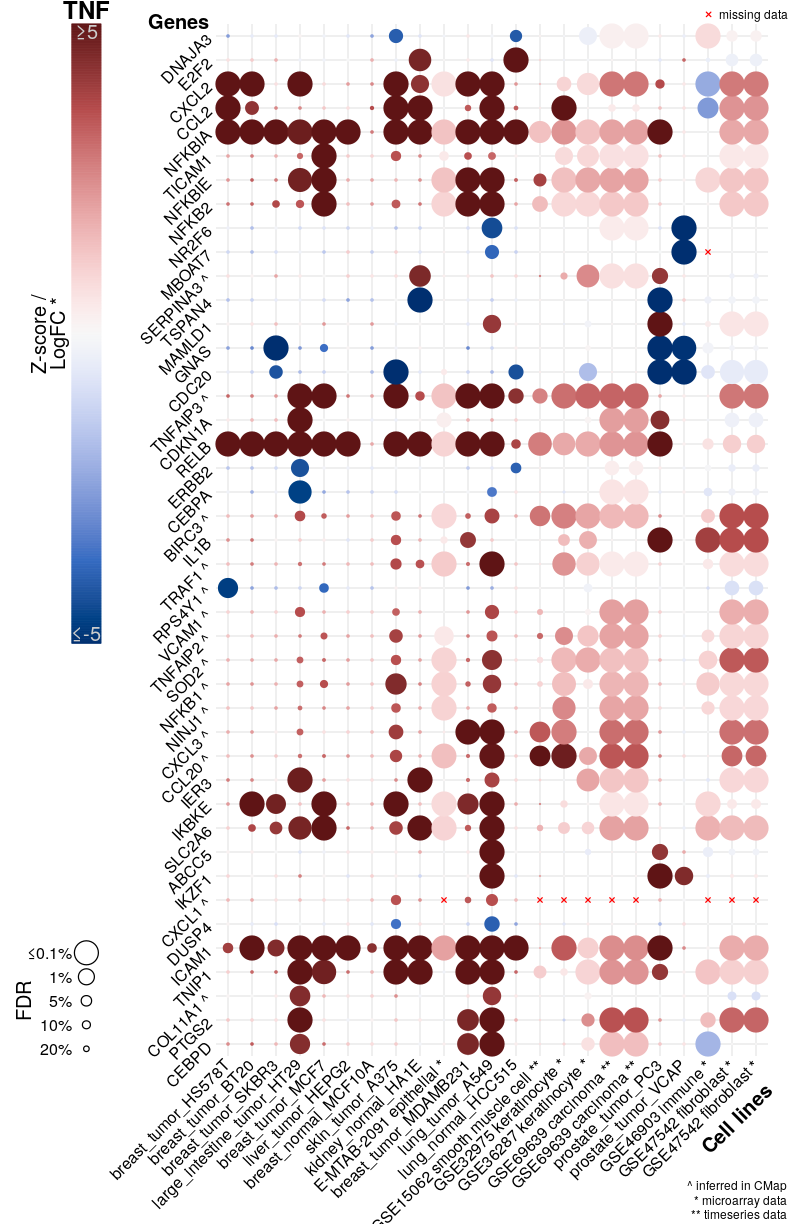 TNF
≥5
Z-score /
LogFC *
≤-5
Genes
× missing data
DNAJA3
E2F2
CXCL2
CCL2
NFKBIA
TICAM1
NFKBIE
NFKB2
NR2F6
MBOAT7
SERPINA3 ^
TSPAN4
MAMLD1
GNAS
CDC20
TNFAIP3 ^
CDKN1A
RELB
ERBB2
CEBPA
BIRC3 ^
IL1B
TRAF1 ^
RPS4Y1 ^
VCAM1 ^
TNFAIP2 ^
SOD2 ^
NFKB1 ^
NINJ1 ^
CXCL3 ^
CCL20 ^
IER3
IKBKE
SLC2A6
ABCC5
IKZF1
CXCL1 ^
DUSP4
ICAM1
TNIP1
COL11A1 ^
PTGS2
CEBPD
FDR
≤0.1%
1%
5%
10%
20%
breast_tumor_HS578T
breast_tumor_BT20
breast_tumor_SKBR3
large_Intestine_tumor_HT29
breast_tumor_MCF7
liver_tumor_HEPG2
breast_normal_MCF10A
skin_tumor_A375
kidney_normal_HA1E
E-MTAB-2091 epithelial *
breast_tumor_MDAMB231
lung_tumor_A549
lung_normal_HCC515
GSE15062 smooth muscle cell **
GSE32975 keratinocyte *
GSE36287 keratinocyte *
GSE69639 carcinoma **
GSE69639 carcinoma **
prostate_tumor_PC3
prostate_tumor_VCAP
GSE46903 Immune *
GSE47542 fibroblast *
GSE47542 fibroblast *
Cell lines
^ inferred in CMap
* microarray data
** timeseries data